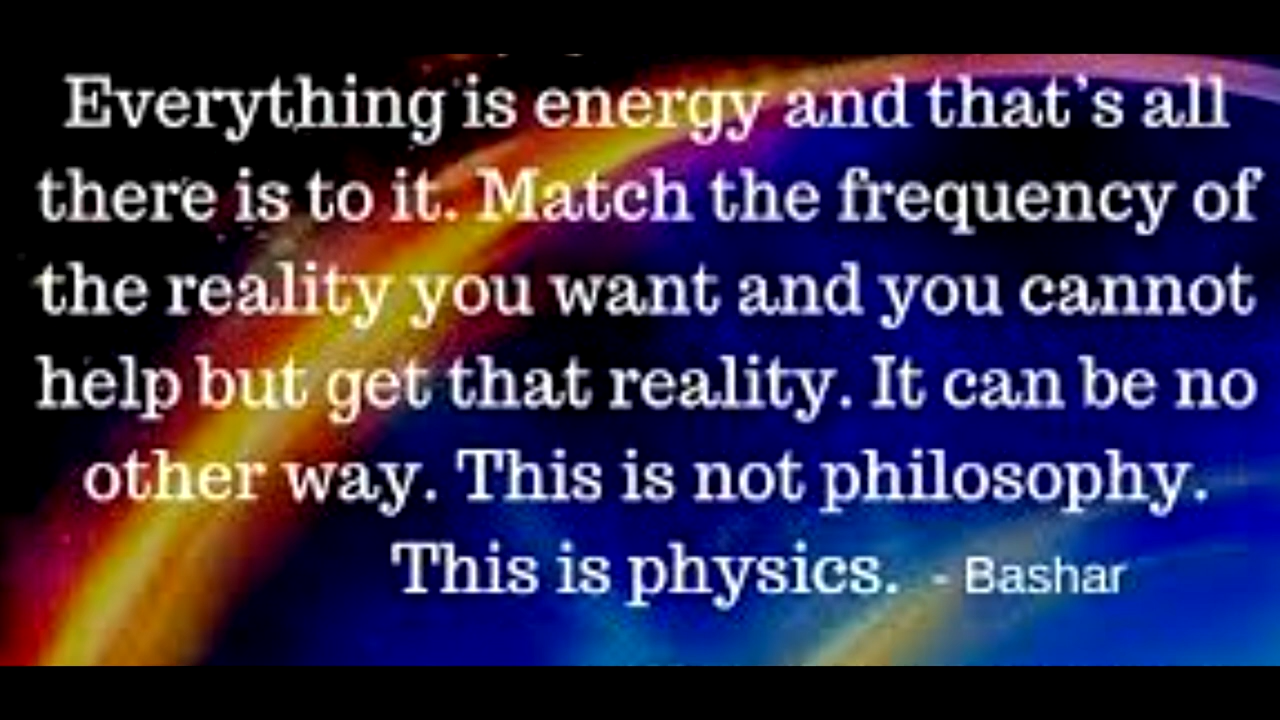 Everything is energy and that's all
there is to it. Match the frequency of
the reality you want and you cannot
help but get that reality. It can be no
other way. This is not philosophy.
This is physics. - Bashar